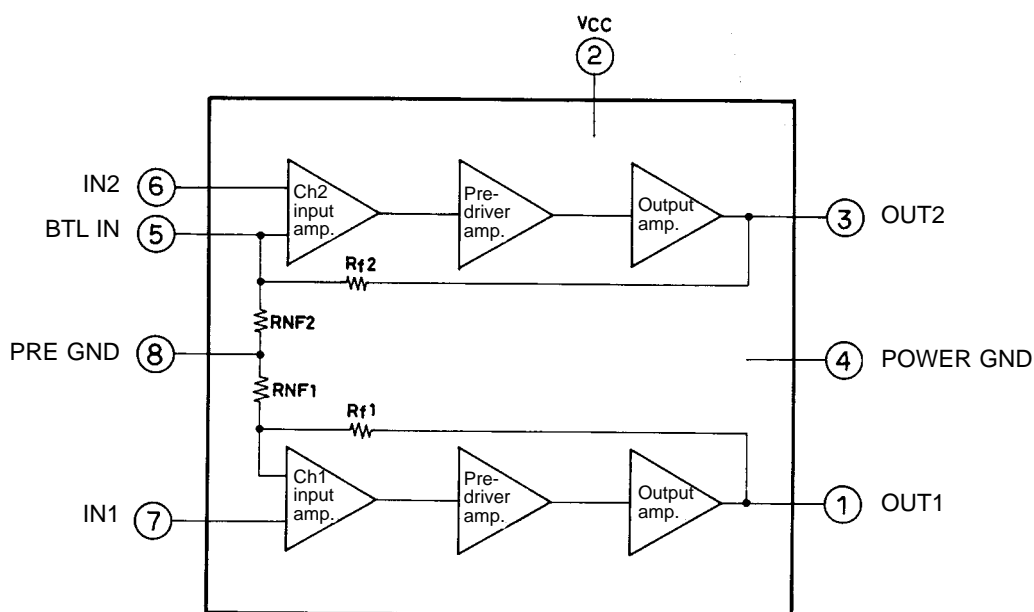 VCC
2
IN2 6
BTL IN 5
Ch2
input
amp.
Pre-
driver
amp.
Output
amp.
3 OUT2
Rf2
RNF2
PRE GND 8
4 POWER GND
RNF1
Rf1
Ch1
input
amp.
Pre-
driver
amp.
Output
amp.
IN1 7
1 OUT1